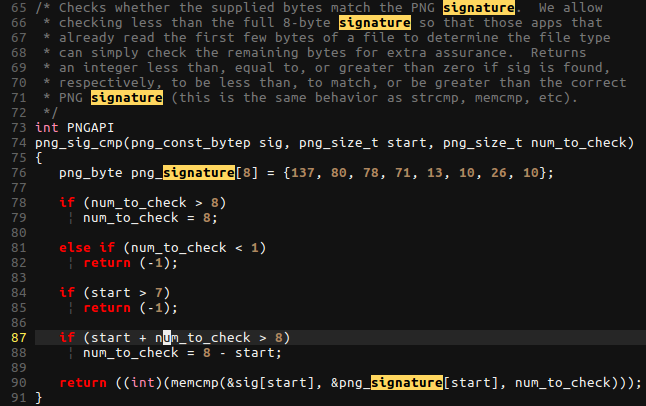 65 /* Checks whether the supplied bytes match the PNG signature.  We allow
66  * checking less than the full 8-byte signature so that those apps that
67  * already read the first few bytes of a file to determine the file type
68  * can simply check the remaining bytes for extra assurance.  Returns
69  * an integer less than, equal to, or greater than zero if sig is found,
70  * respectively, to be less than, to match, or be greater than the correct
71  * PNG signature (this is the same behavior as strcmp, memcmp, etc).
72  */
73 int PNGAPI
74 png_sig_cmp(png_const_bytep sig, png_size_t start, png_size_t num_to_check)
75 {
76    png_byte png_signature[8] = {137, 80, 78, 71, 13, 10, 26, 10};
77
78    if (num_to_check > 8)
79    ¦  num_to_check = 8;
80
81    else if (num_to_check < 1)
82    ¦  return (-1);
83
84    if (start > 7)
85    ¦  return (-1);
86
87    if (start + num_to_check > 8)
88    ¦  num_to_check = 8 - start;
89
90    return ((int)(memcmp(&sig[start], &png_signature[start], num_to_check)));
91 }